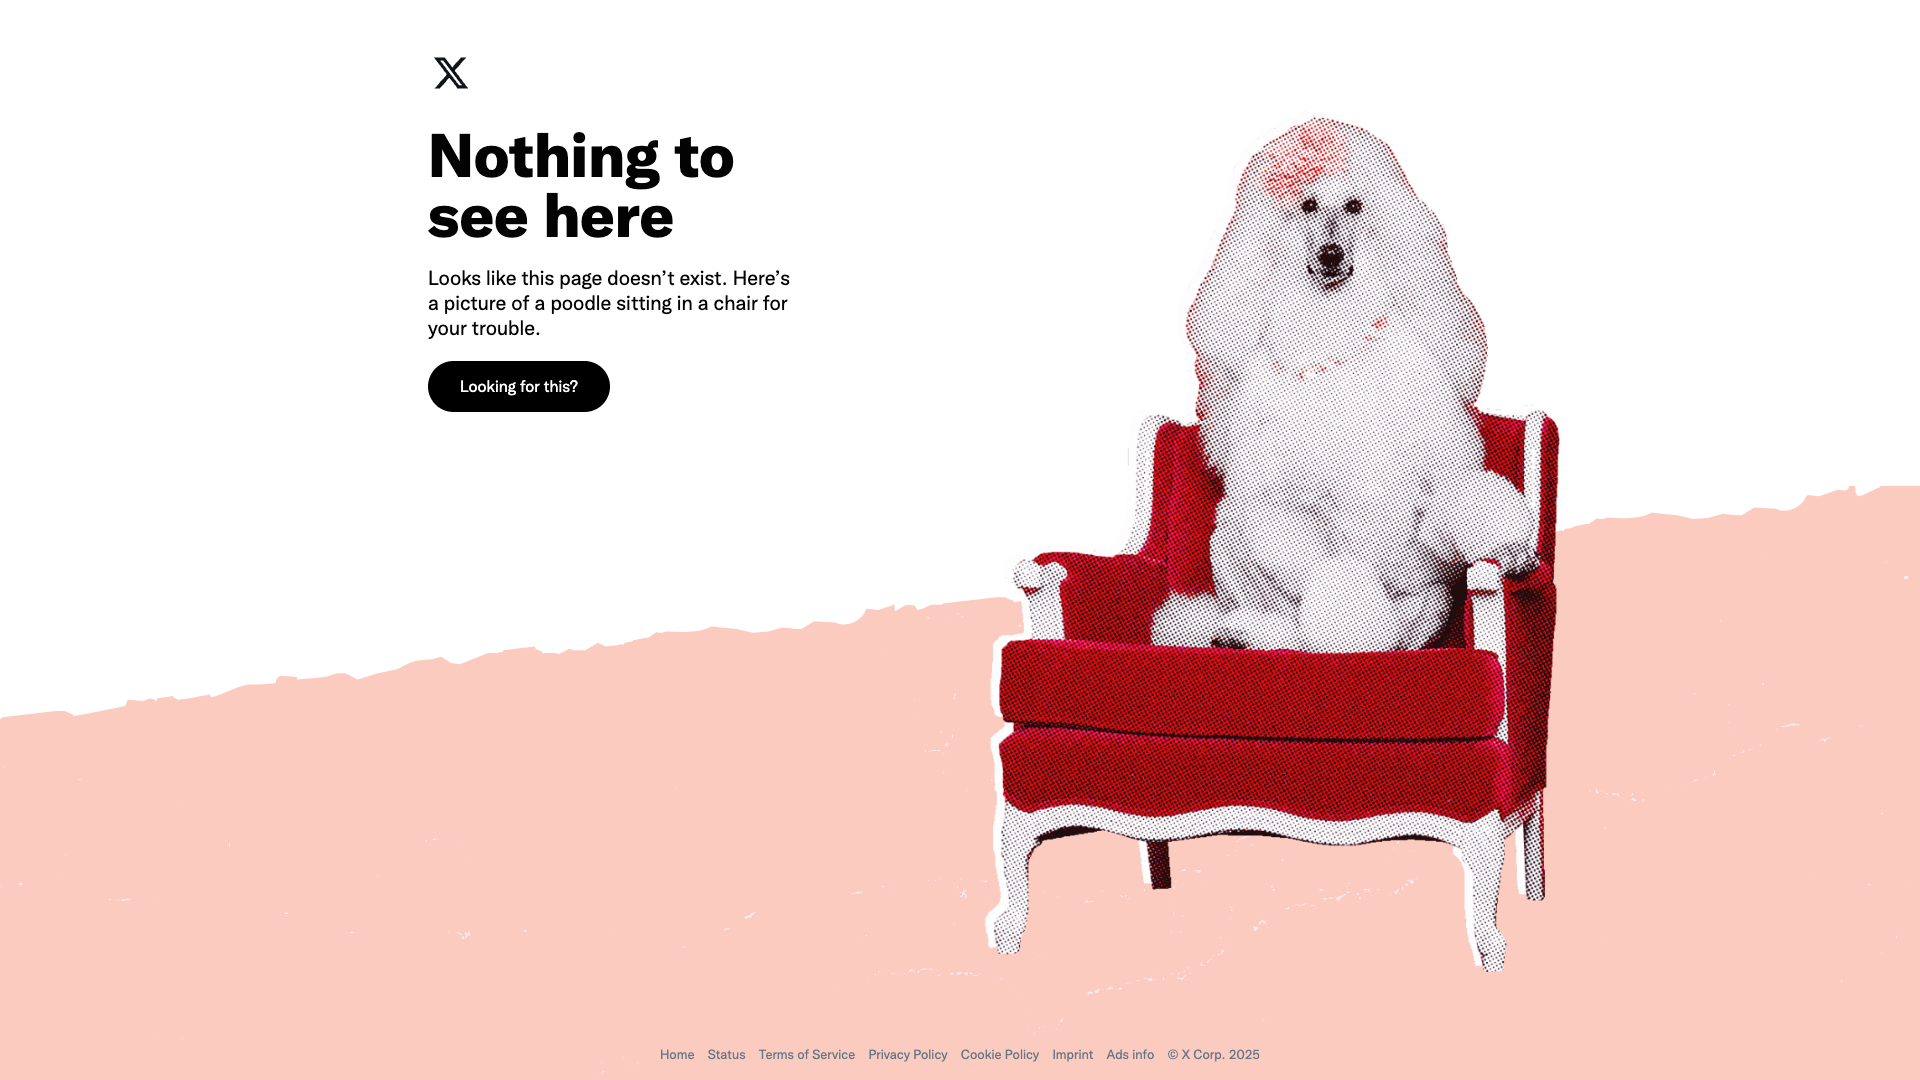 X
Nothing to
see here
Looks like this page doesn’t exist. Here’s
a picture of a poodle sitting in a chair for
your trouble.
Looking for this?
Home Status Terms of Service Privacy Policy Cookie Policy Imprint Ads info © X Corp. 2025